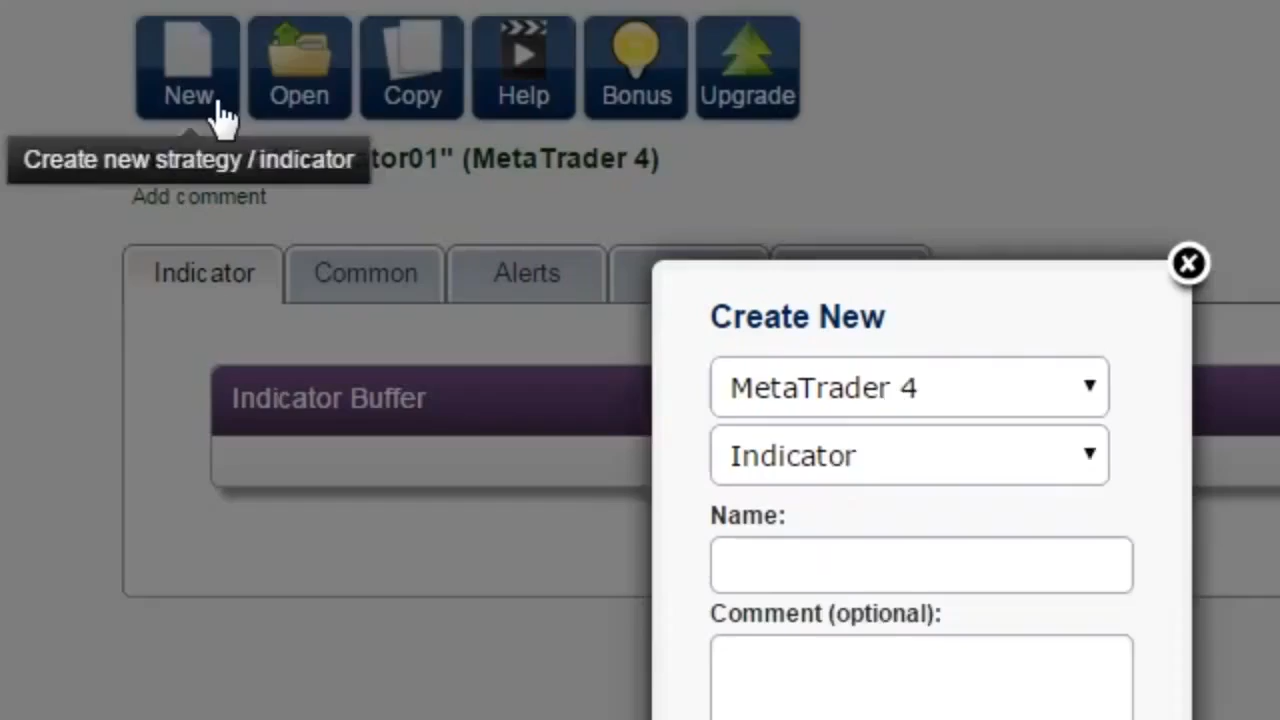 New Open Copy Help Bonus Upgrade
Create new strategy / indicator
tor01" (MetaTrader 4)
Add comment
Indicator Common Alerts
Create New
MetaTrader 4
Indicator Buffer
Indicator
Name:
Comment (optional):